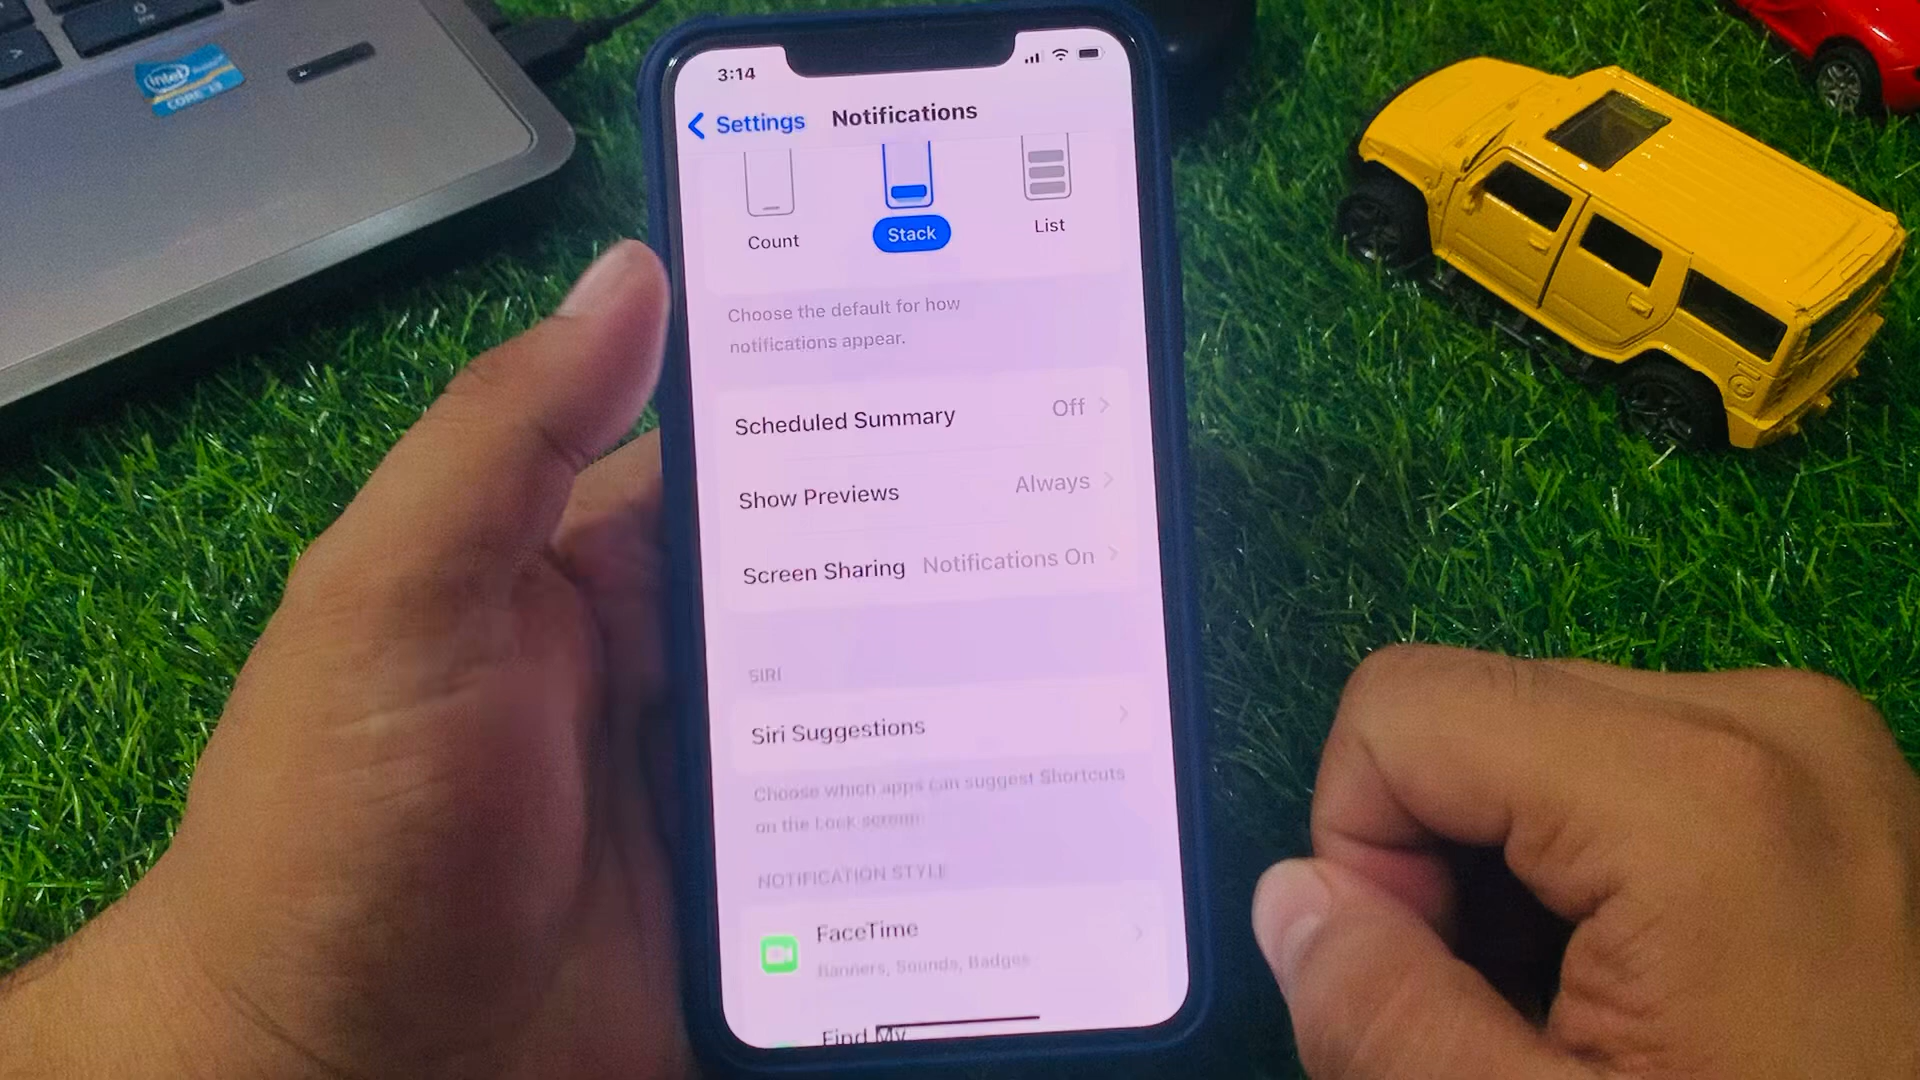 intel
CORE i3
3:14
Settings
Notifications
Count
Stack
List
Choose the default for how
notifications appear.
Scheduled Summary
Off
Show Previews
Always
Screen Sharing
Notifications On
SIRI
Siri Suggestions
Choose which apps can suggest Shortcuts
on the Lock screen.
NOTIFICATION STYLE
FaceTime
Banners, Sounds, Badges
Find My